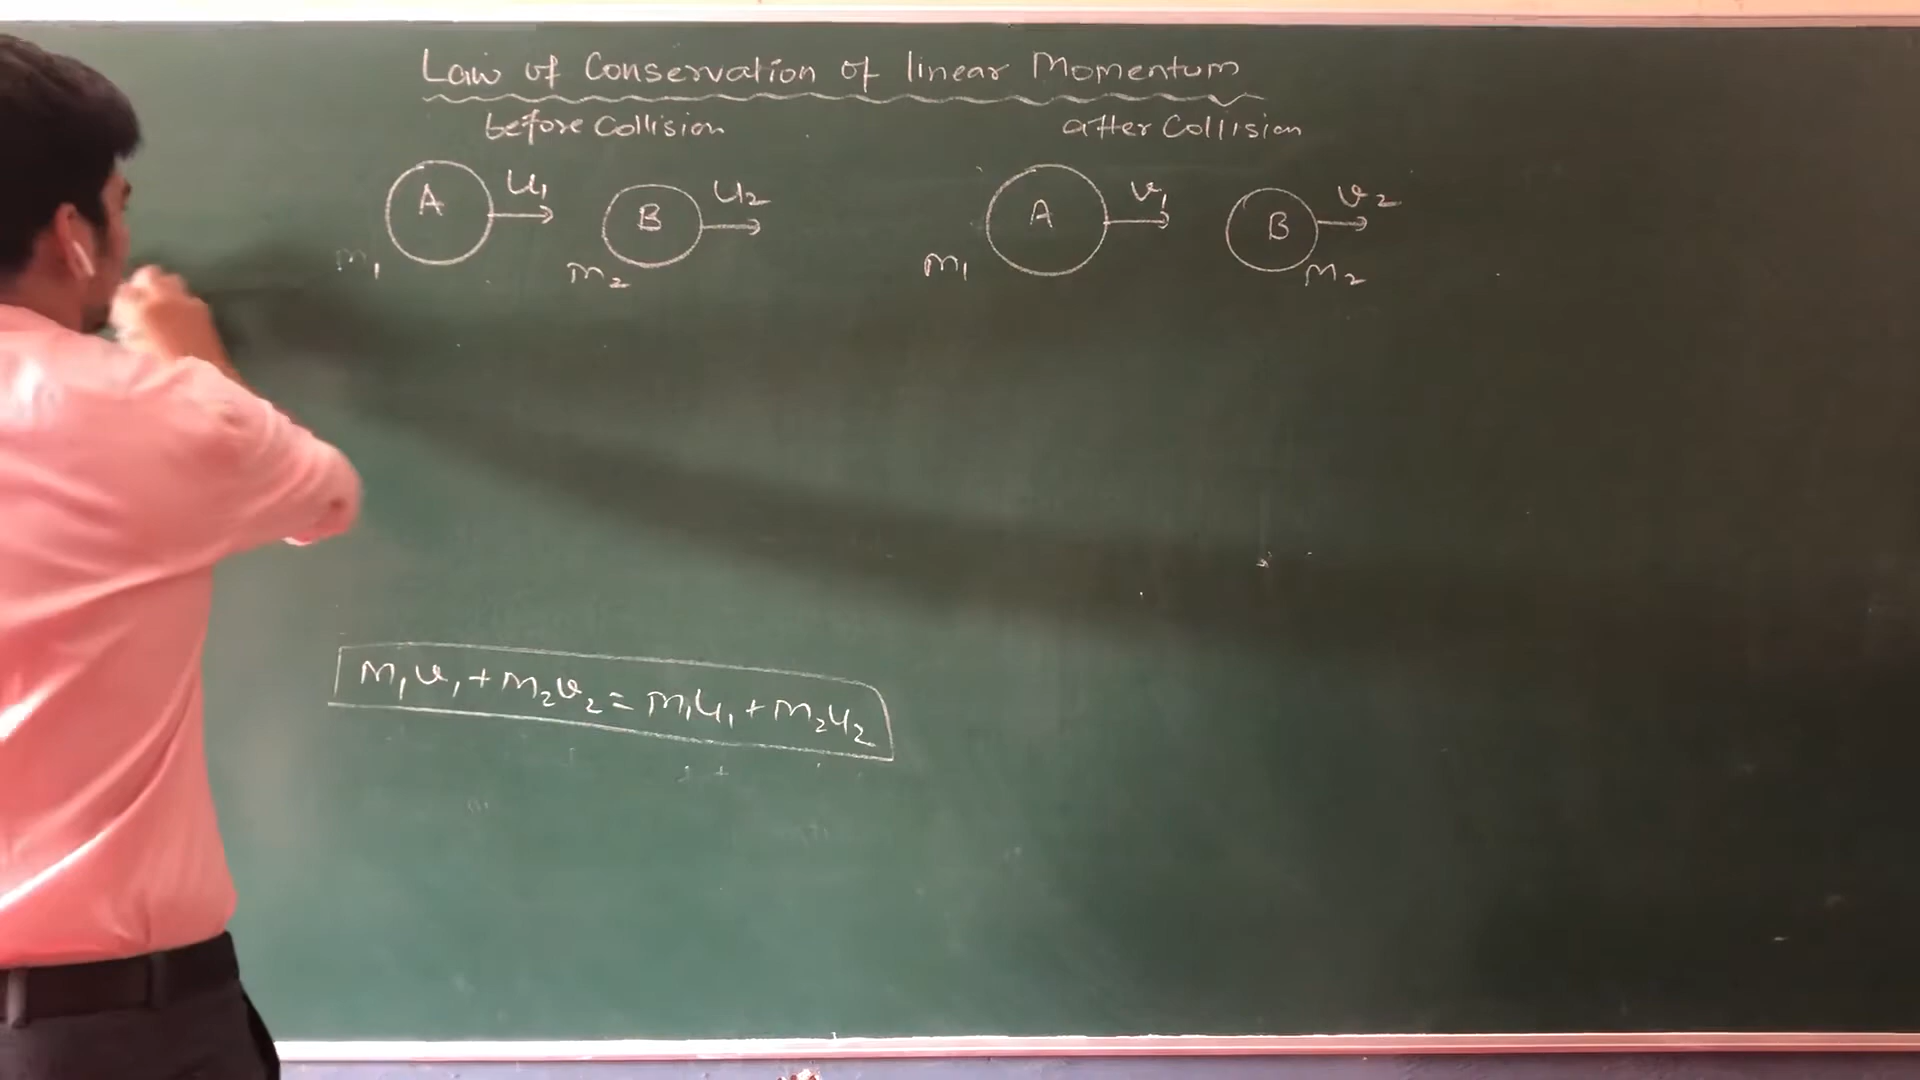 Law of Conservation of linear Momentum
before Collision
after Collision
A u₁ B u₂
m₁ m₂
A v₁ B v₂
m₁ m₂
m₁v₁+m₂v₂=m₁u₁+m₂u₂